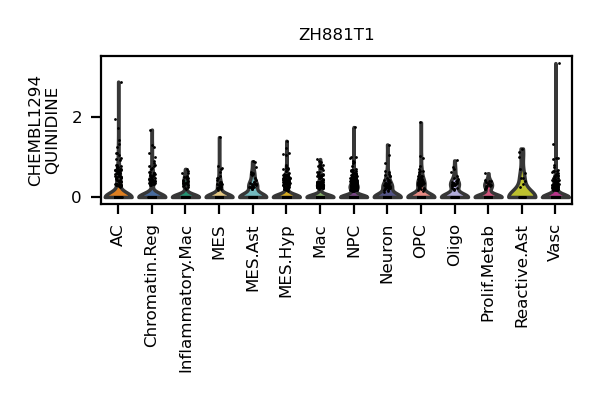 ZH881T1
CHEMBL1294
QUINIDINE
2
0
AC
Chromatin.Reg
Inflammatory.Mac
MES
MES.Ast
MES.Hyp
Mac
NPC
Neuron
OPC
Oligo
Prolif.Metab
Reactive.Ast
Vasc